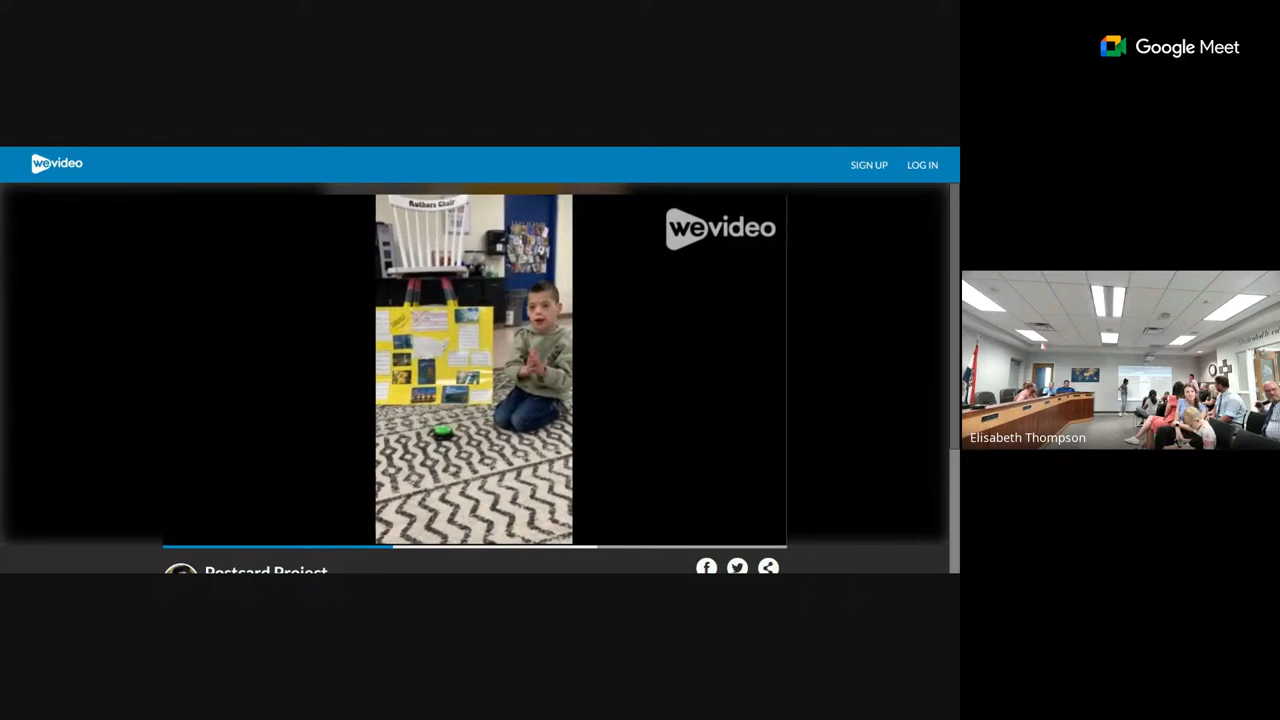 Google Meet
wevideo
SIGN UP
LOG IN
Authors Chair
wevideo
Elisabeth Thompson
Postcard Project